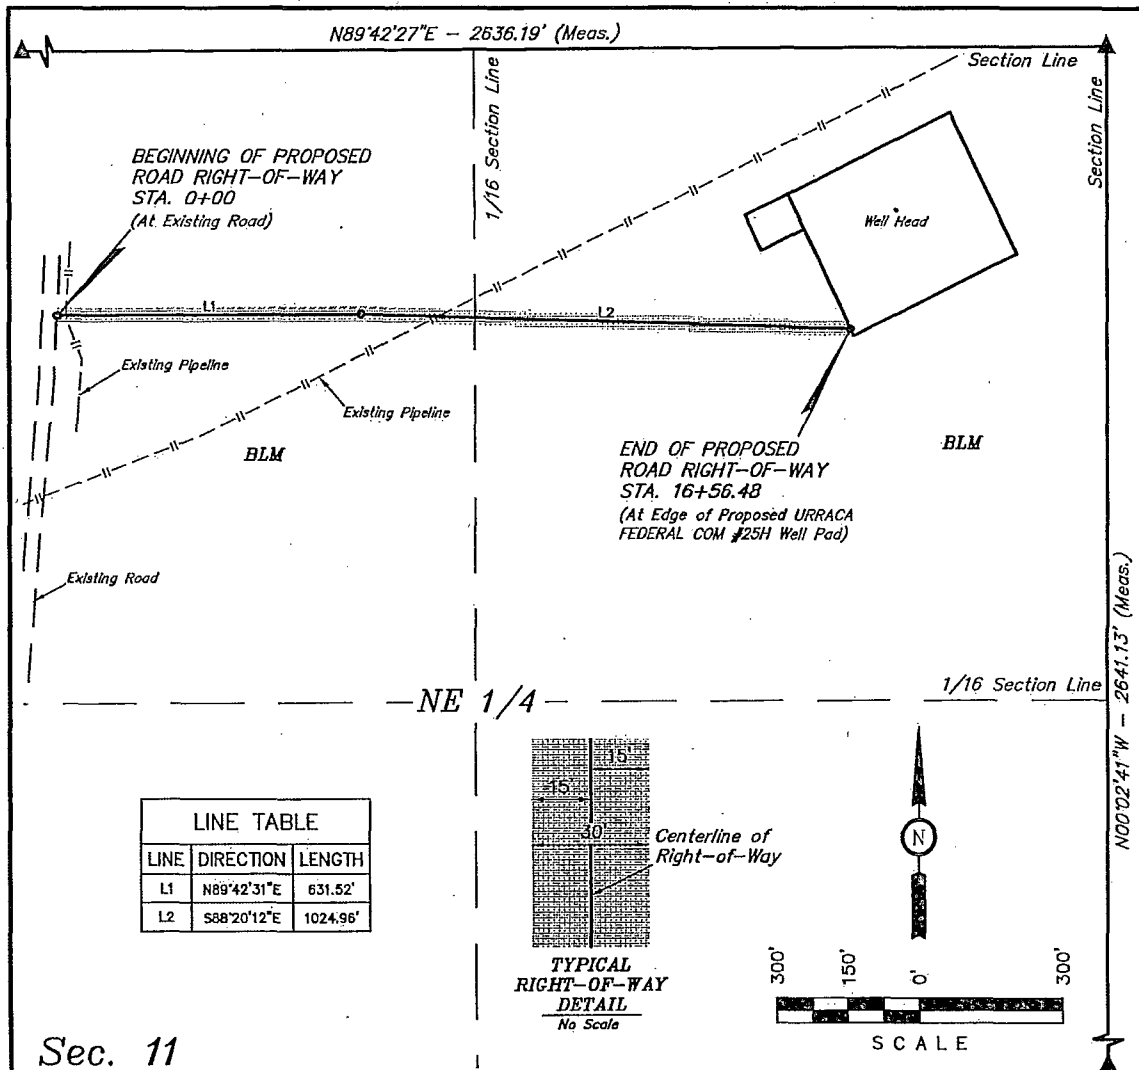 N89°42'27"E - 2636.19' (Meas.)
Section Line
1/16 Section Line
Section Line
BEGINNING OF PROPOSED
ROAD RIGHT-OF-WAY
STA. 0+00
(At Existing Road)
Well Head
L1
L2
Existing Pipeline
Existing Pipeline
BLM
END OF PROPOSED
ROAD RIGHT-OF-WAY
STA. 16+56.48
(At Edge of Proposed URRACA
FEDERAL COM #25H Well Pad)
BLM
Existing Road
N00°02'41"W - 2641.13' (Meas.)
1/16 Section Line
NE 1/4
15'
15'
30'
Centerline of
Right-of-Way
TYPICAL
RIGHT-OF-WAY
DETAIL
No Scale
LINE TABLE
LINE DIRECTION LENGTH
L1 N89°42'31"E 631.52'
L2 S88°20'12"E 1024.96'
N
300' 150' 0' 300'
SCALE
Sec. 11